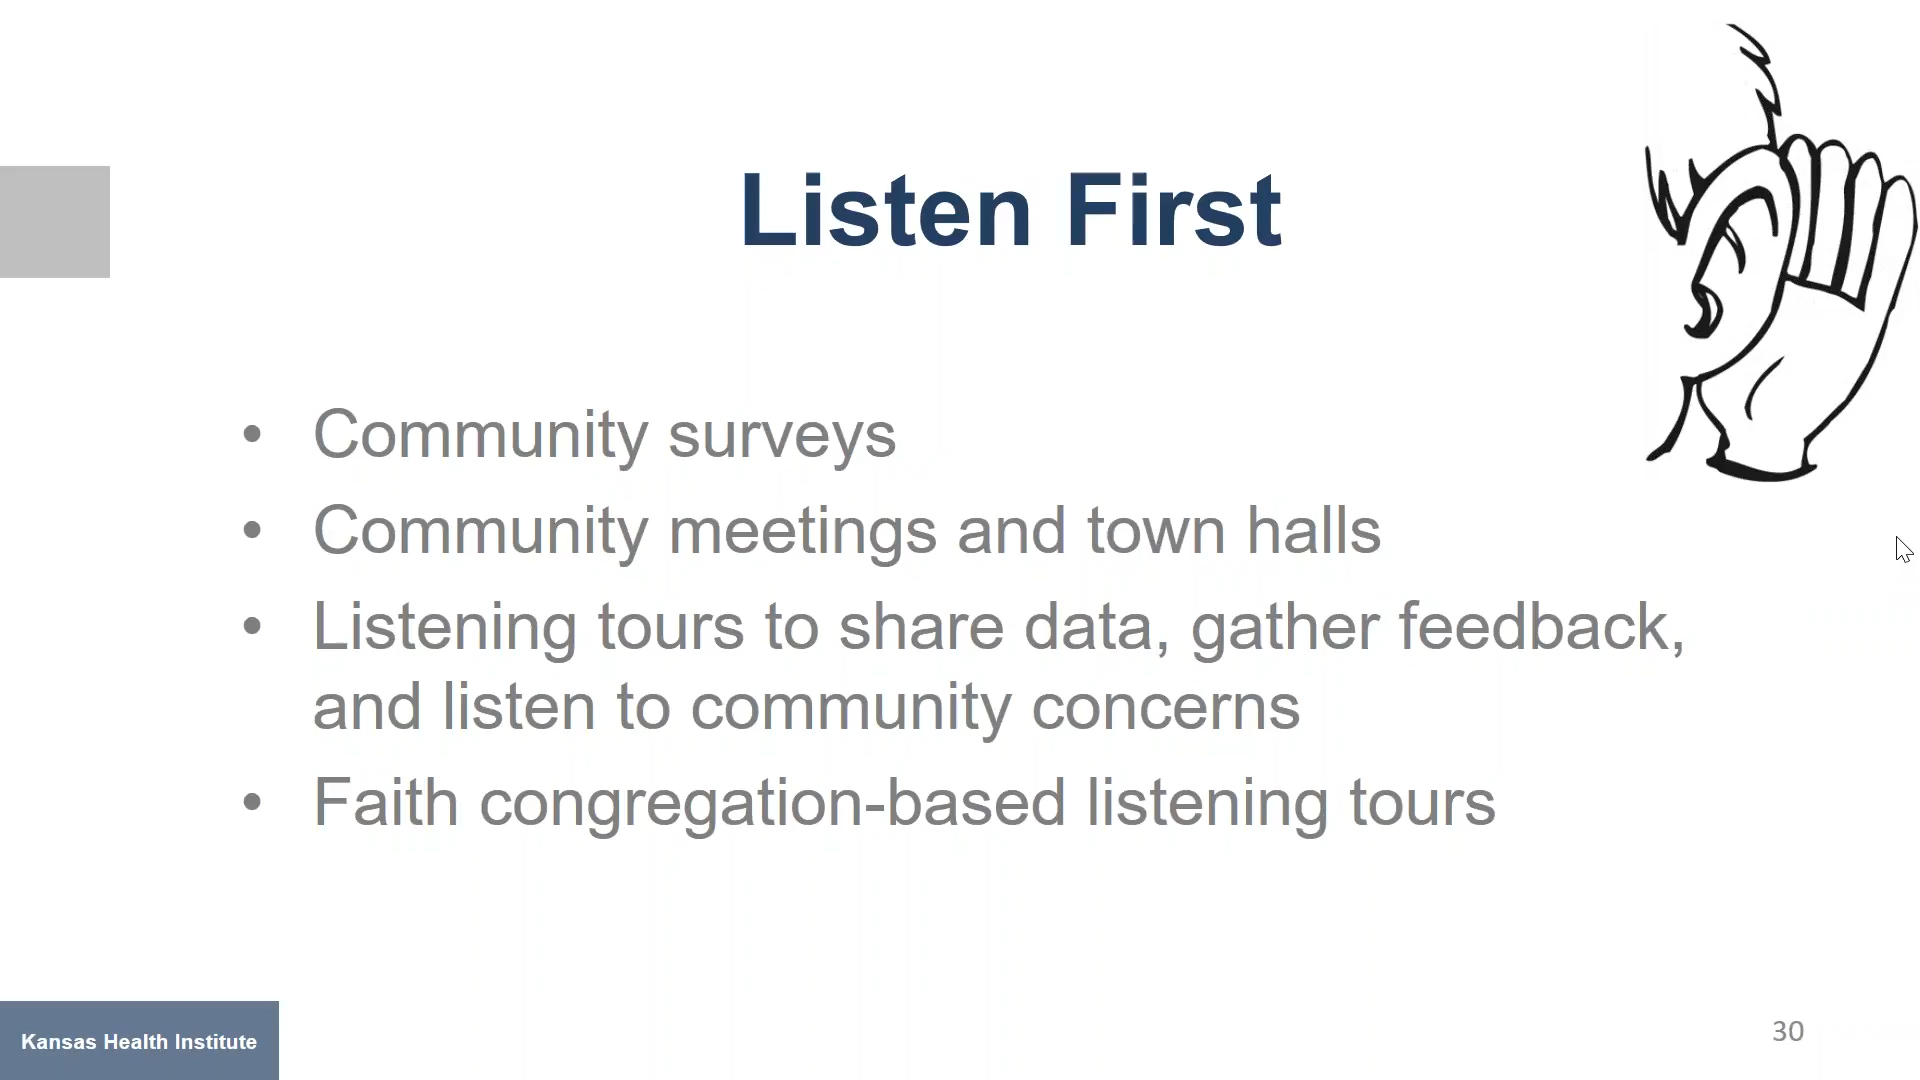 Listen First
• Community surveys
• Community meetings and town halls
• Listening tours to share data, gather feedback,
and listen to community concerns
• Faith congregation-based listening tours
Kansas Health Institute
30